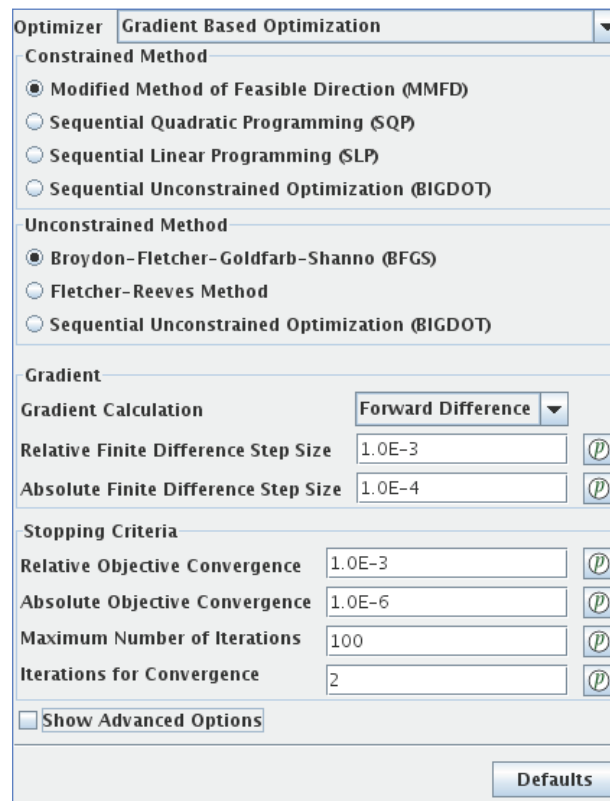 Optimizer Gradient Based Optimization
Constrained Method
Modified Method of Feasible Direction (MMFD)
Sequential Quadratic Programming (SQP)
Sequential Linear Programming (SLP)
Sequential Unconstrained Optimization (BIGDOT)
Unconstrained Method
Broydon-Fletcher-Goldfarb-Shanno (BFGS)
Fletcher-Reeves Method
Sequential Unconstrained Optimization (BIGDOT)
Gradient
Gradient Calculation Forward Difference
Relative Finite Difference Step Size 1.0E-3 p
Absolute Finite Difference Step Size 1.0E-4 p
Stopping Criteria
Relative Objective Convergence 1.0E-3 p
Absolute Objective Convergence 1.0E-6 p
Maximum Number of Iterations 100 p
Iterations for Convergence 2 p
Show Advanced Options
Defaults